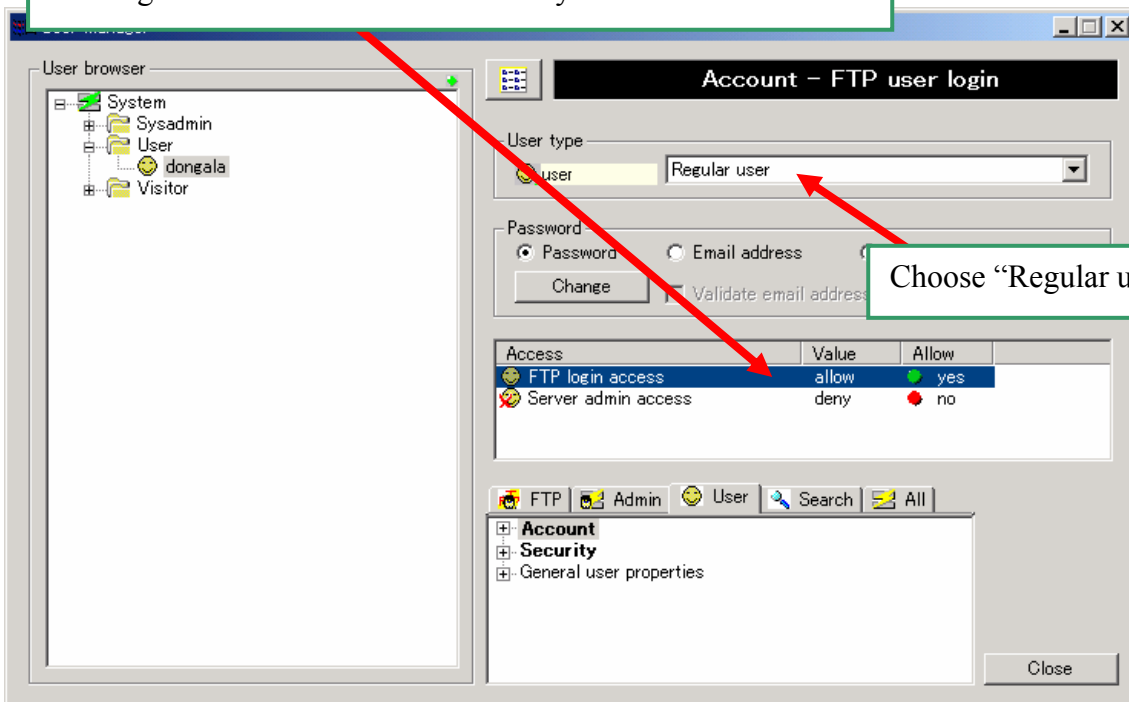 User browser
System
Sysadmin
User
dongala
Visitor
Account - FTP user login
User type
user
Regular user
Password
Password
Email address
Change
Validate email address
Choose “Regular u
Access Value Allow
FTP login access allow yes
Server admin access deny no
FTP Admin User Search All
Account
Security
General user properties
Close